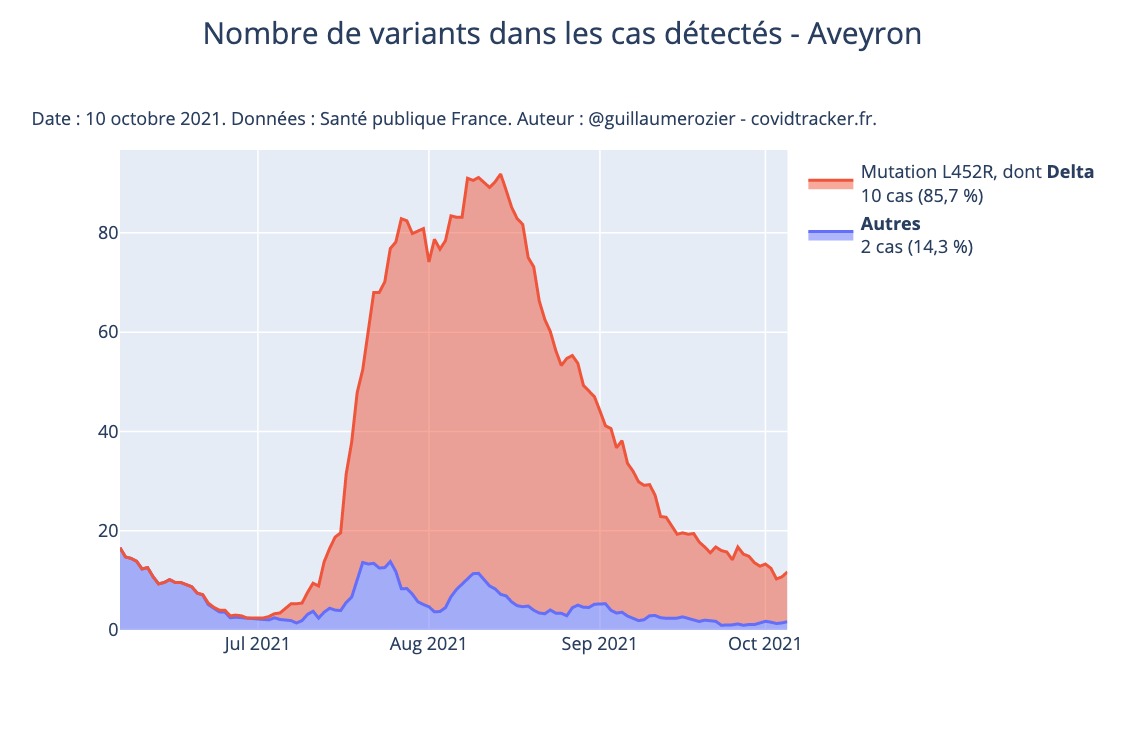 Nombre de variants dans les cas détectés - Aveyron
Date : 10 octobre 2021. Données : Santé publique France. Auteur : @guillaumerozier - covidtracker.fr.
Mutation L452R, dont Delta
10 cas (85,7 %)
Autres
2 cas (14,3 %)
80
60
40
20
0
Jul 2021
Aug 2021
Sep 2021
Oct 2021